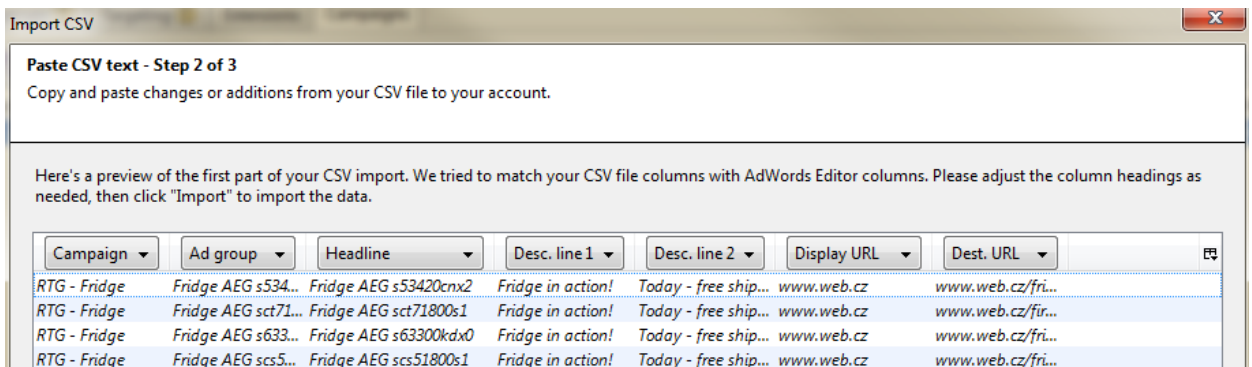 Import CSV
Paste CSV text - Step 2 of 3
Copy and paste changes or additions from your CSV file to your account.
Here's a preview of the first part of your CSV import. We tried to match your CSV file columns with AdWords Editor columns. Please adjust the column headings as
needed, then click "Import" to import the data.
Campaign Ad group Headline Desc. line 1 Desc. line 2 Display URL Dest. URL
RTG - Fridge Fridge AEG s534... Fridge AEG s53420cnx2 Fridge in action! Today - free ship... www.web.cz www.web.cz/fri...
RTG - Fridge Fridge AEG sct71... Fridge AEG sct71800s1 Fridge in action! Today - free ship... www.web.cz www.web.cz/fir...
RTG - Fridge Fridge AEG s633... Fridge AEG s63300kdx0 Fridge in action! Today - free ship... www.web.cz www.web.cz/fri...
RTG - Fridge Fridge AEG scs5... Fridge AEG scs51800s1 Fridge in action! Today - free ship... www.web.cz www.web.cz/fri...